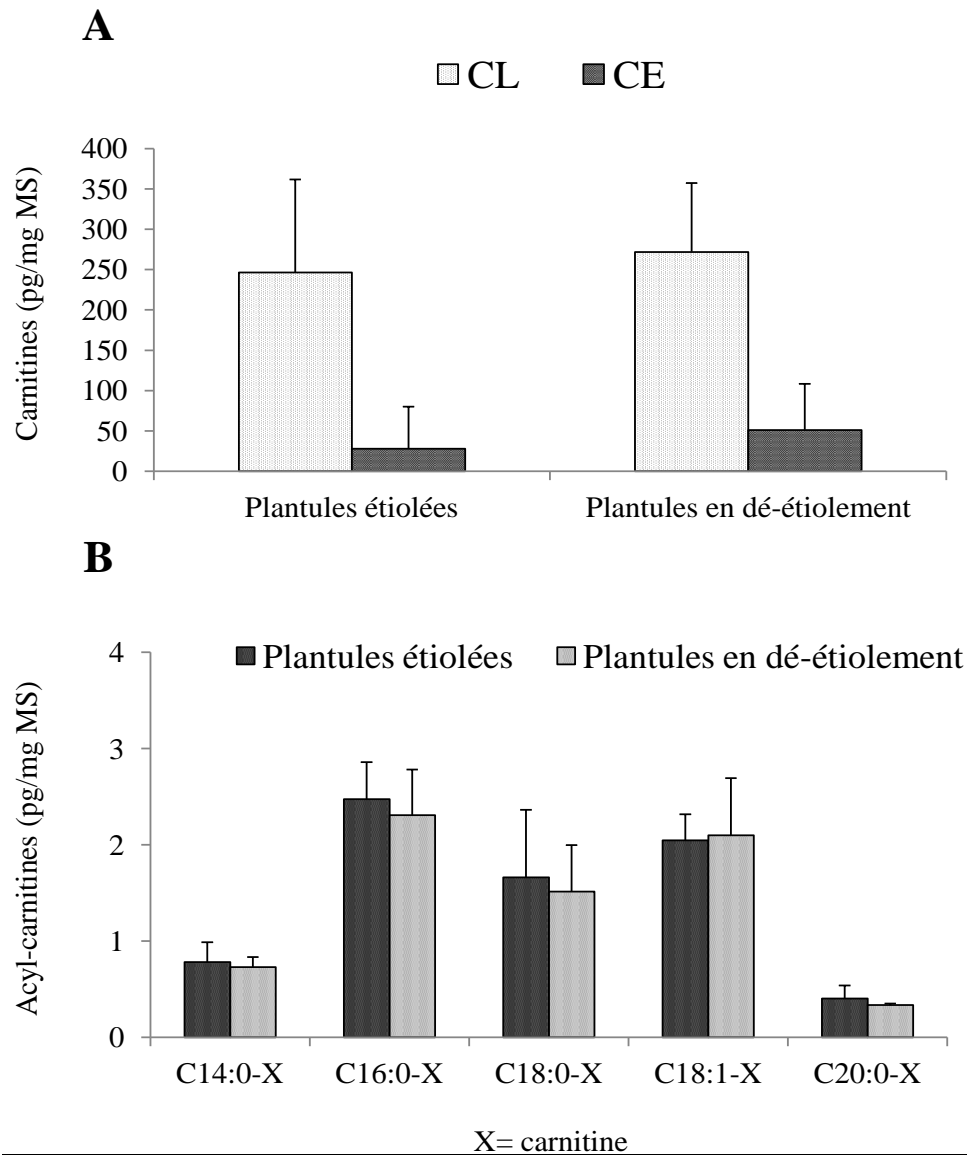 A
CL CE
Carnitines (pg/mg MS)
400
350
300
250
200
150
100
50
0
Plantules étiolées Plantules en dé-étiolement
B
Plantules étiolées Plantules en dé-étiolement
Acyl-carnitines (pg/mg MS)
4
3
2
1
0
C14:0-X C16:0-X C18:0-X C18:1-X C20:0-X
X= carnitine